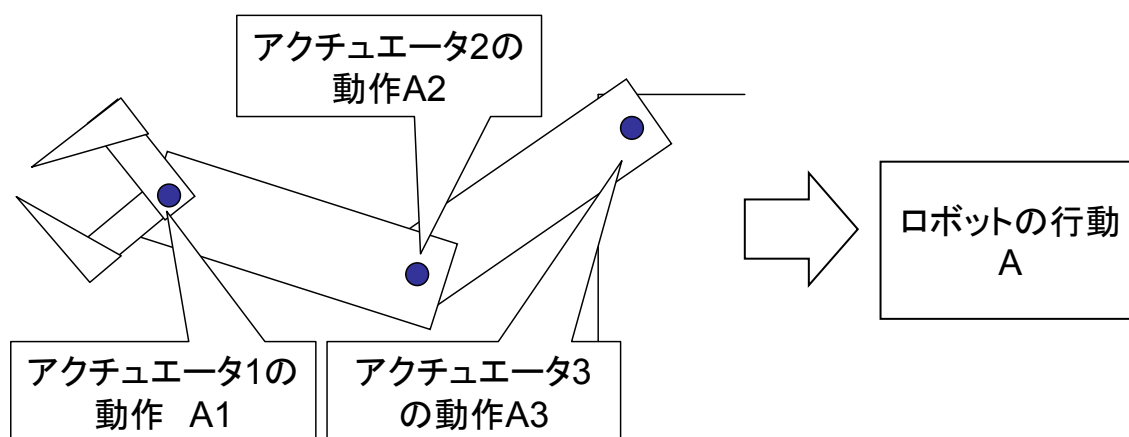 アクチュエータ2の
動作A2
ロボットの行動
A
アクチュエータ1の
動作 A1
アクチュエータ3
の動作A3